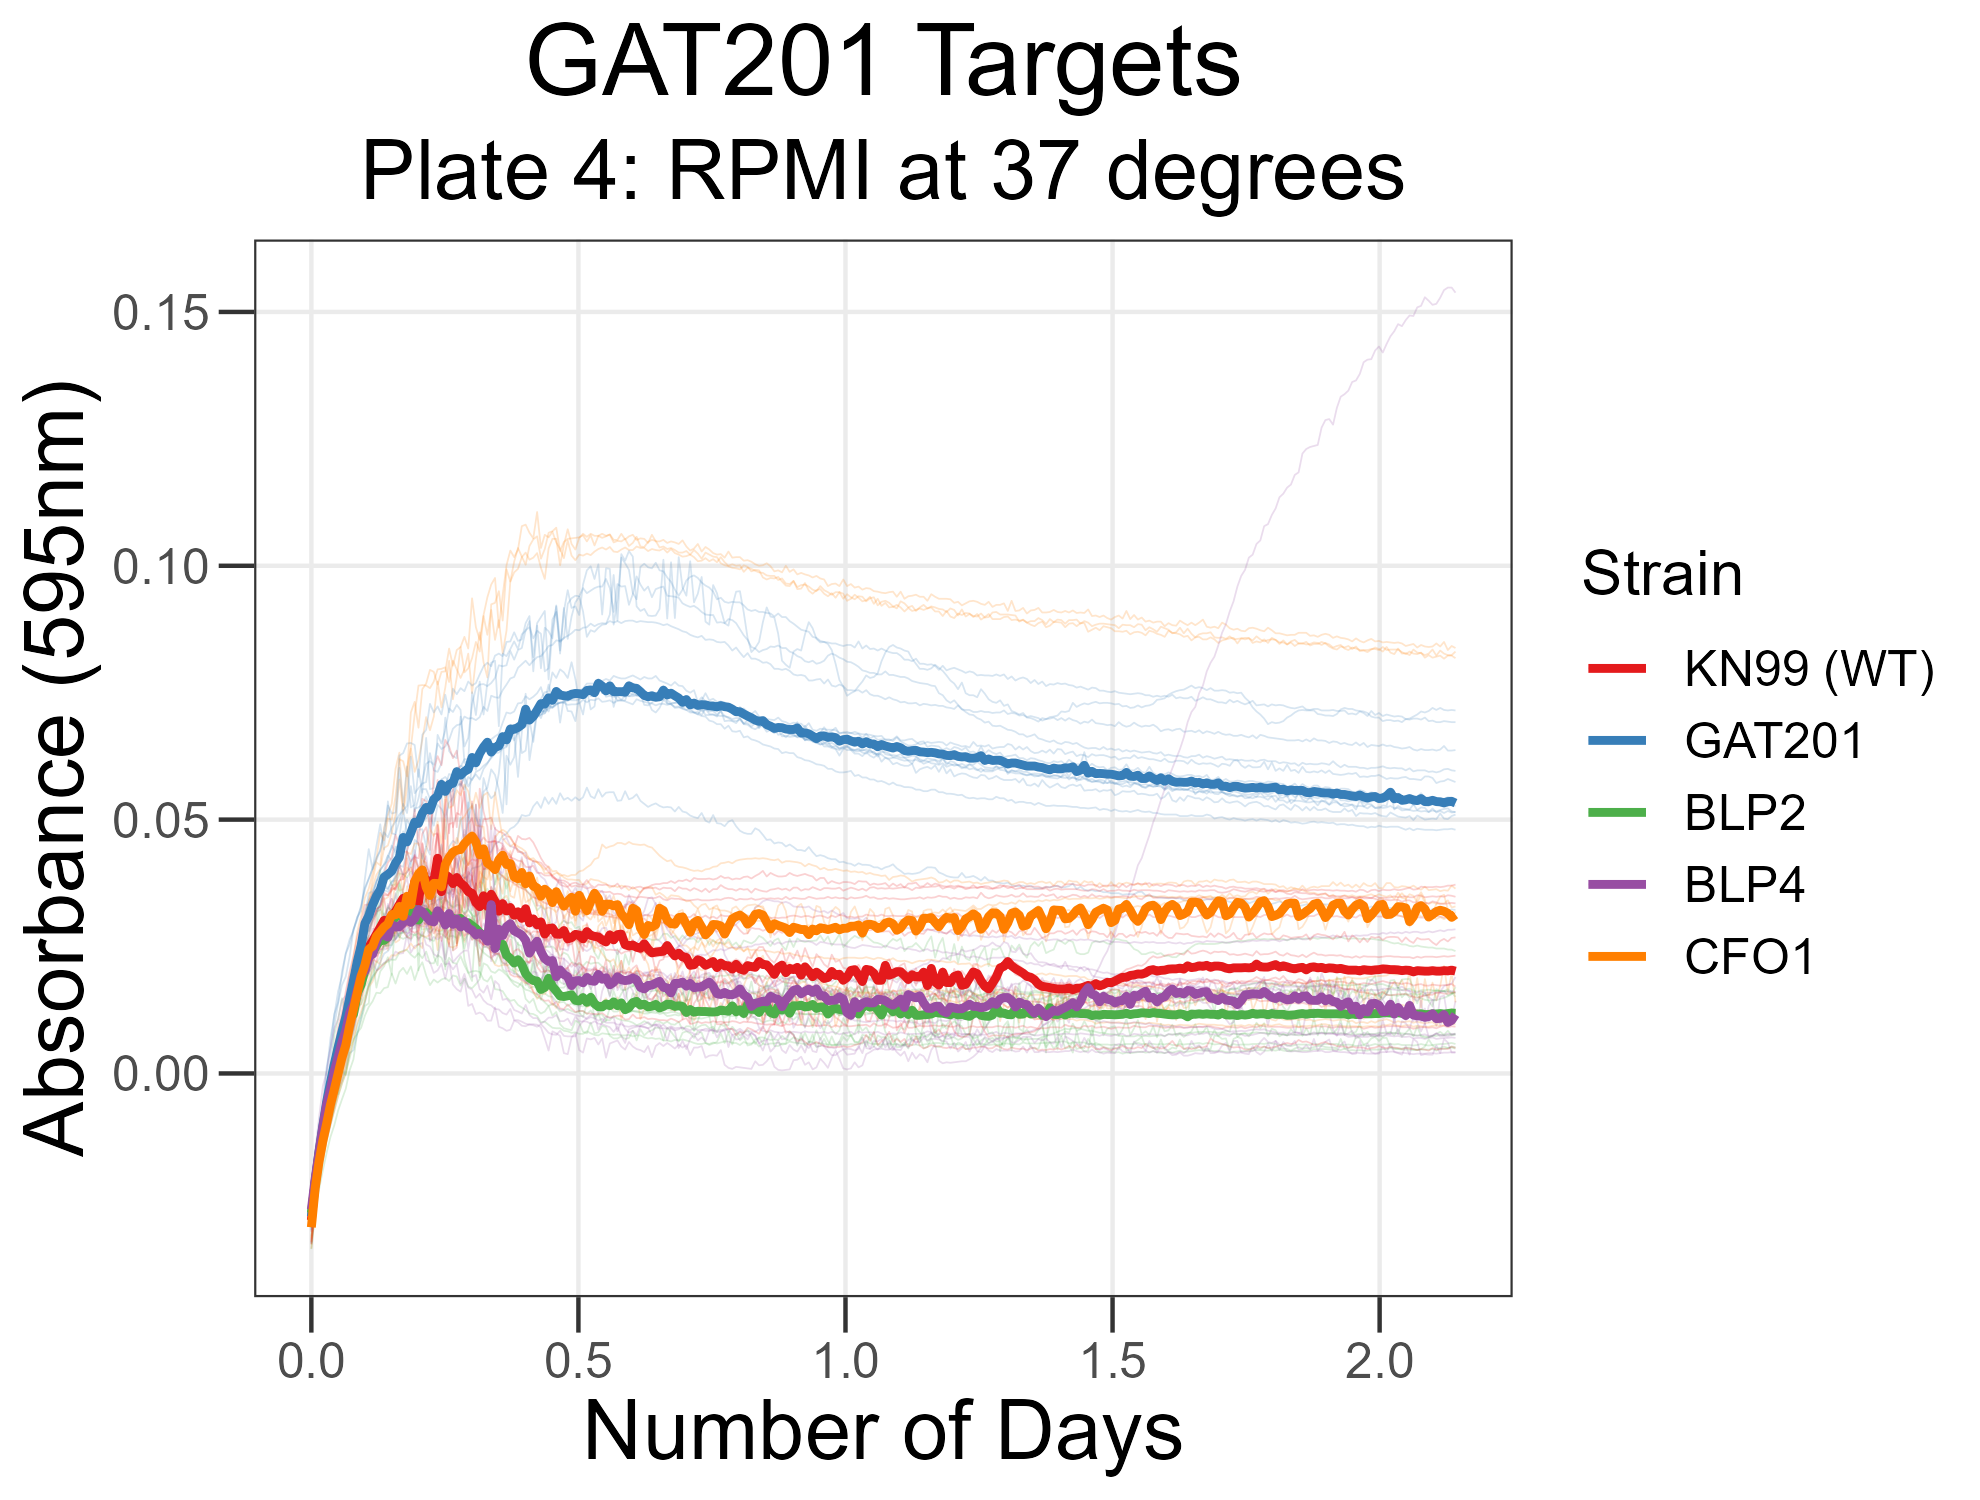 GAT201 Targets
Plate 4: RPMI at 37 degrees
Absorbance (595nm)
0.15
0.10
0.05
0.00
0.0 0.5 1.0 1.5 2.0
Number of Days
Strain
KN99 (WT)
GAT201
BLP2
BLP4
CFO1